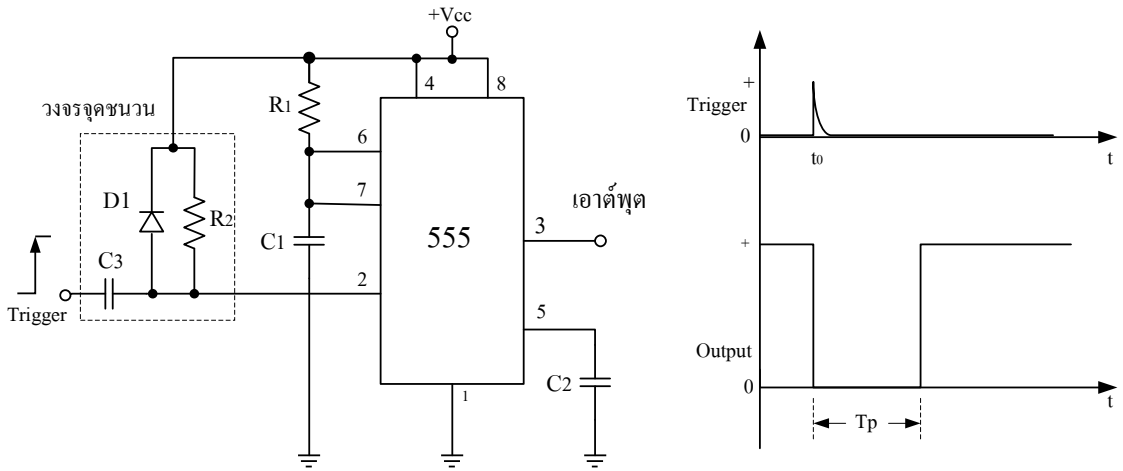 +Vcc
วงจรจุดชนวน
R1
4
8
6
7
D1
R2
C1
555
3
เอาต์พุต
C3
2
Trigger
5
C2
1
+
Trigger
0
t0
t
+
Output
0
t
Tp